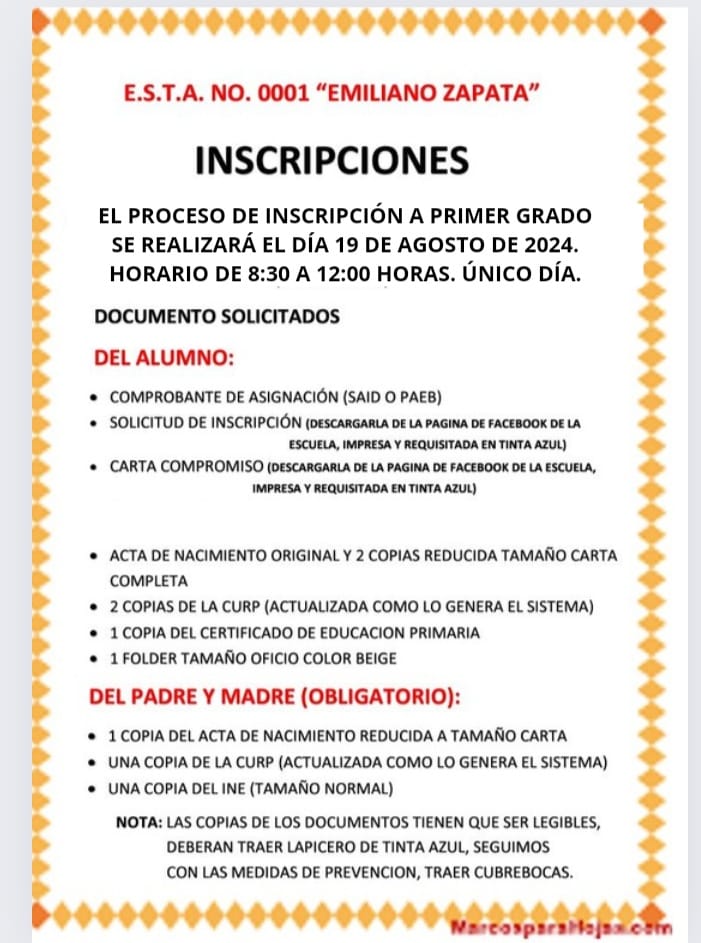 E.S.T.A. NO. 0001 “EMILIANO ZAPATA”
INSCRIPCIONES
EL PROCESO DE INSCRIPCIÓN A PRIMER GRADO
SE REALIZARÁ EL DÍA 19 DE AGOSTO DE 2024.
HORARIO DE 8:30 A 12:00 HORAS. ÚNICO DÍA.
DOCUMENTO SOLICITADOS
DEL ALUMNO:
• COMPROBANTE DE ASIGNACIÓN (SAID O PAEB)
• SOLICITUD DE INSCRIPCIÓN (DESCARGARLA DE LA PAGINA DE FACEBOOK DE LA
ESCUELA, IMPRESA Y REQUISITADA EN TINTA AZUL)
• CARTA COMPROMISO (DESCARGARLA DE LA PAGINA DE FACEBOOK DE LA ESCUELA,
IMPRESA Y REQUISITADA EN TINTA AZUL)
• ACTA DE NACIMIENTO ORIGINAL Y 2 COPIAS REDUCIDA TAMAÑO CARTA
COMPLETA
• 2 COPIAS DE LA CURP (ACTUALIZADA COMO LO GENERA EL SISTEMA)
• 1 COPIA DEL CERTIFICADO DE EDUCACION PRIMARIA
• 1 FOLDER TAMAÑO OFICIO COLOR BEIGE
DEL PADRE Y MADRE (OBLIGATORIO):
• 1 COPIA DEL ACTA DE NACIMIENTO REDUCIDA A TAMAÑO CARTA
• UNA COPIA DE LA CURP (ACTUALIZADA COMO LO GENERA EL SISTEMA)
• UNA COPIA DEL INE (TAMAÑO NORMAL)
NOTA: LAS COPIAS DE LOS DOCUMENTOS TIENEN QUE SER LEGIBLES,
DEBERAN TRAER LAPICERO DE TINTA AZUL, SEGUIMOS
CON LAS MEDIDAS DE PREVENCION, TRAER CUBREBOCAS.
MarcosparaHojas.com